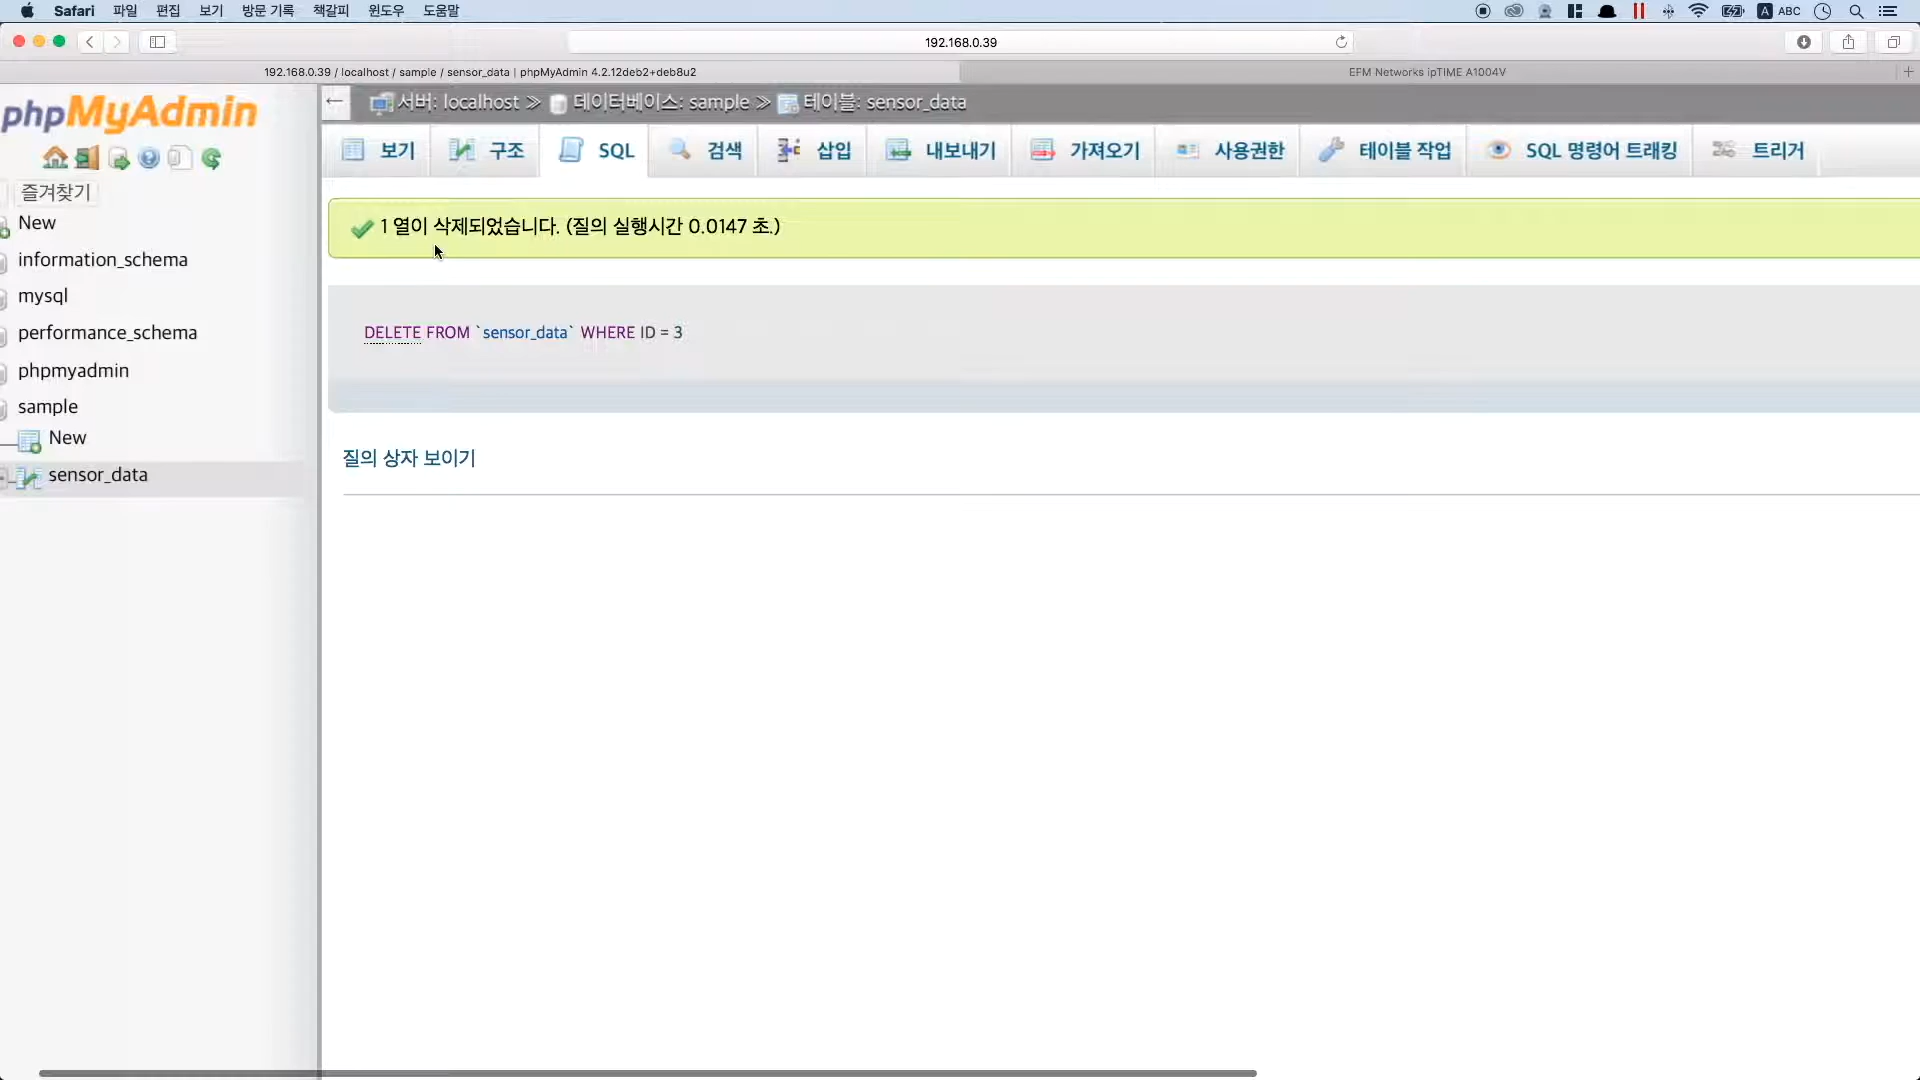 Safari 파일 편집 보기 방문 기록 책갈피 윈도우 도움말
A ABC
192.168.0.39
192.168.0.39 / localhost / sample / sensor_data | phpMyAdmin 4.2.12deb2+deb8u2
EFM Networks ipTIME A1004V
phpMyAdmin
즐겨찾기
New
information_schema
mysql
performance_schema
phpmyadmin
sample
New
sensor_data
서버: localhost » 데이터베이스: sample » 테이블: sensor_data
보기 구조 SQL 검색 삽입 내보내기 가져오기 사용권한 테이블 작업 SQL 명령어 트래킹 트리거
1 열이 삭제되었습니다. (질의 실행시간 0.0147 초.)
DELETE FROM `sensor_data` WHERE ID = 3
질의 상자 보이기